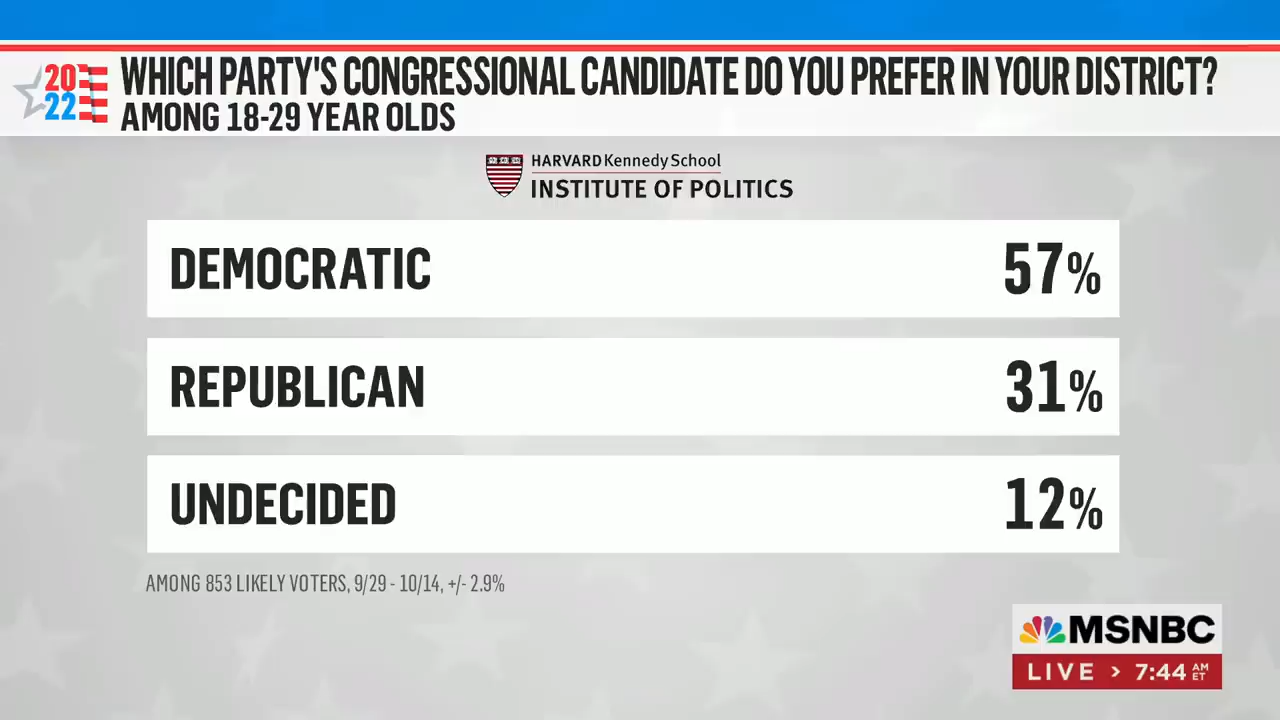 2022
WHICH PARTY'S CONGRESSIONAL CANDIDATE DO YOU PREFER IN YOUR DISTRICT?
AMONG 18-29 YEAR OLDS
HARVARD Kennedy School
INSTITUTE OF POLITICS
DEMOCRATIC 57%
REPUBLICAN 31%
UNDECIDED 12%
AMONG 853 LIKELY VOTERS, 9/29 - 10/14, +/- 2.9%
MSNBC
LIVE > 7:44 AM ET